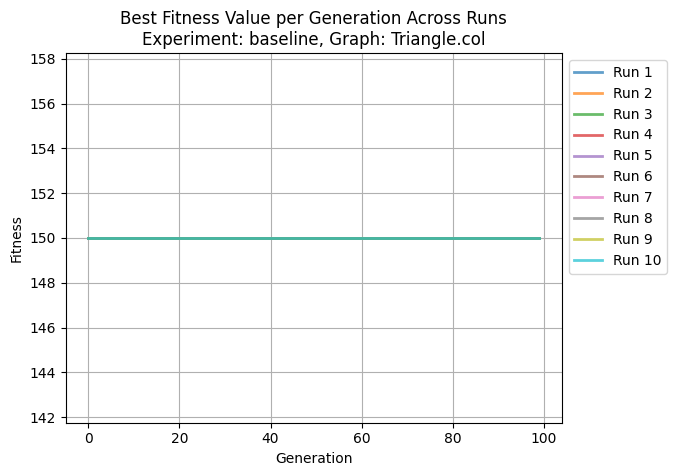 Best Fitness Value per Generation Across Runs
Experiment: baseline, Graph: Triangle.col
158
156
154
152
150
148
146
144
142
Fitness
0 20 40 60 80 100
Generation
Run 1
Run 2
Run 3
Run 4
Run 5
Run 6
Run 7
Run 8
Run 9
Run 10